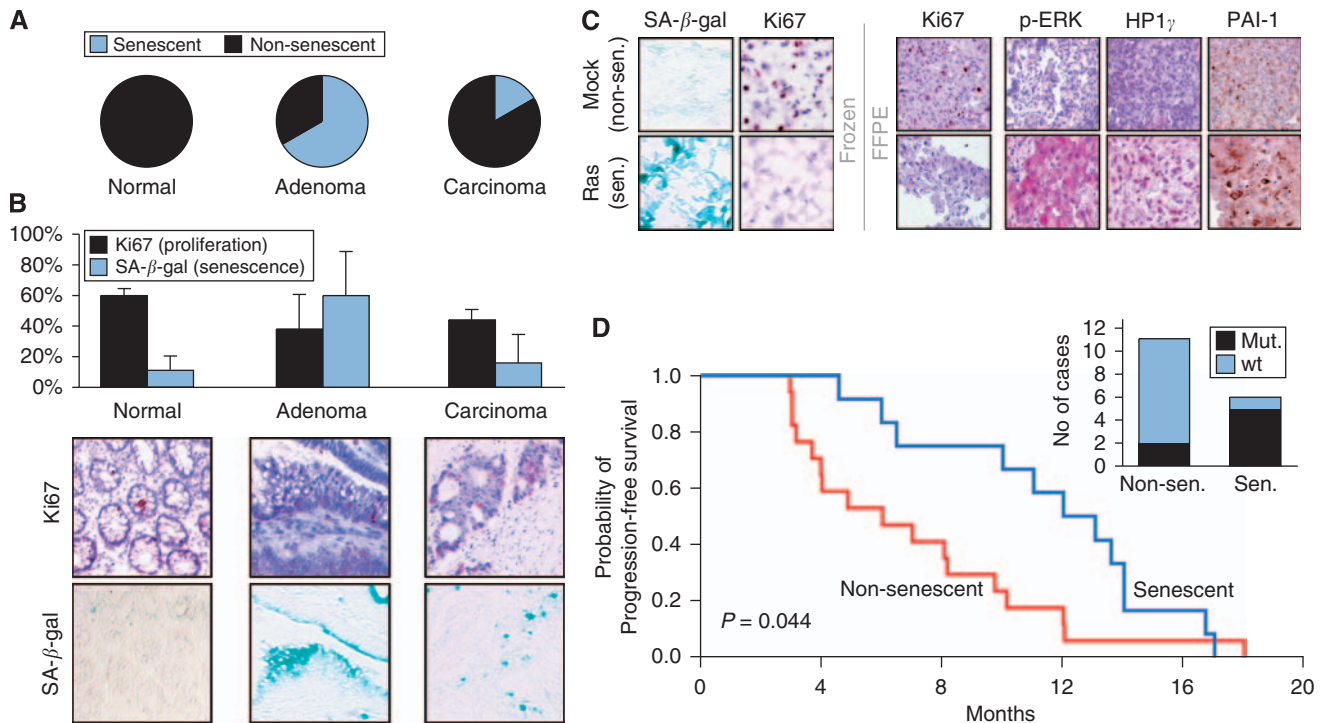 A
Senescent
Non-senescent
Normal
Adenoma
Carcinoma
B
100%
80%
60%
40%
20%
0%
Ki67 (proliferation)
SA-β-gal (senescence)
Normal
Adenoma
Carcinoma
Ki67
SA-β-gal
C
SA-β-gal
Ki67
Ki67
p-ERK
HP1γ
PAI-1
Mock
(non-sen.)
Ras
(sen.)
Frozen
FFPE
D
Probability of
Progression-free survival
1.0
0.8
0.6
0.4
0.2
0.0
0
4
8
12
16
20
Months
Non-senescent
Senescent
P = 0.044
No of cases
12
10
8
6
4
2
0
Mut.
wt
Non-sen.
Sen.